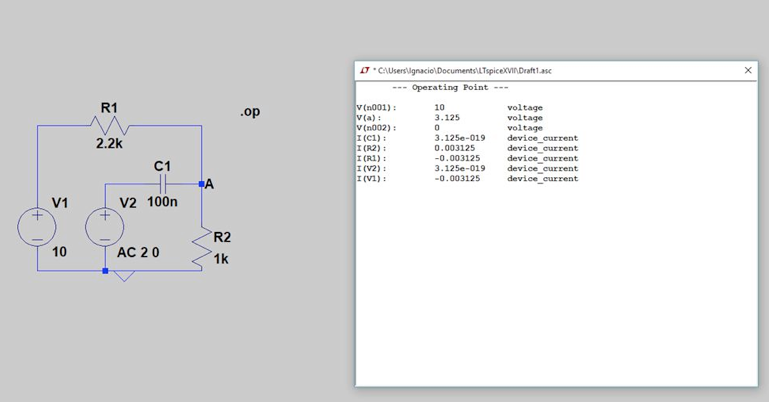 R1
2.2k
.op
C1
A
V1
V2
100n
R2
10
AC 2 0
1k
* C:\Users\Ignacio\Documents\LTspiceXVII\Draft1.asc
--- Operating Point ---
V(n001): 10 voltage
V(a): 3.125 voltage
V(n002): 0 voltage
I(C1): 3.125e-019 device_current
I(R2): 0.003125 device_current
I(R1): -0.003125 device_current
I(V2): 3.125e-019 device_current
I(V1): -0.003125 device_current